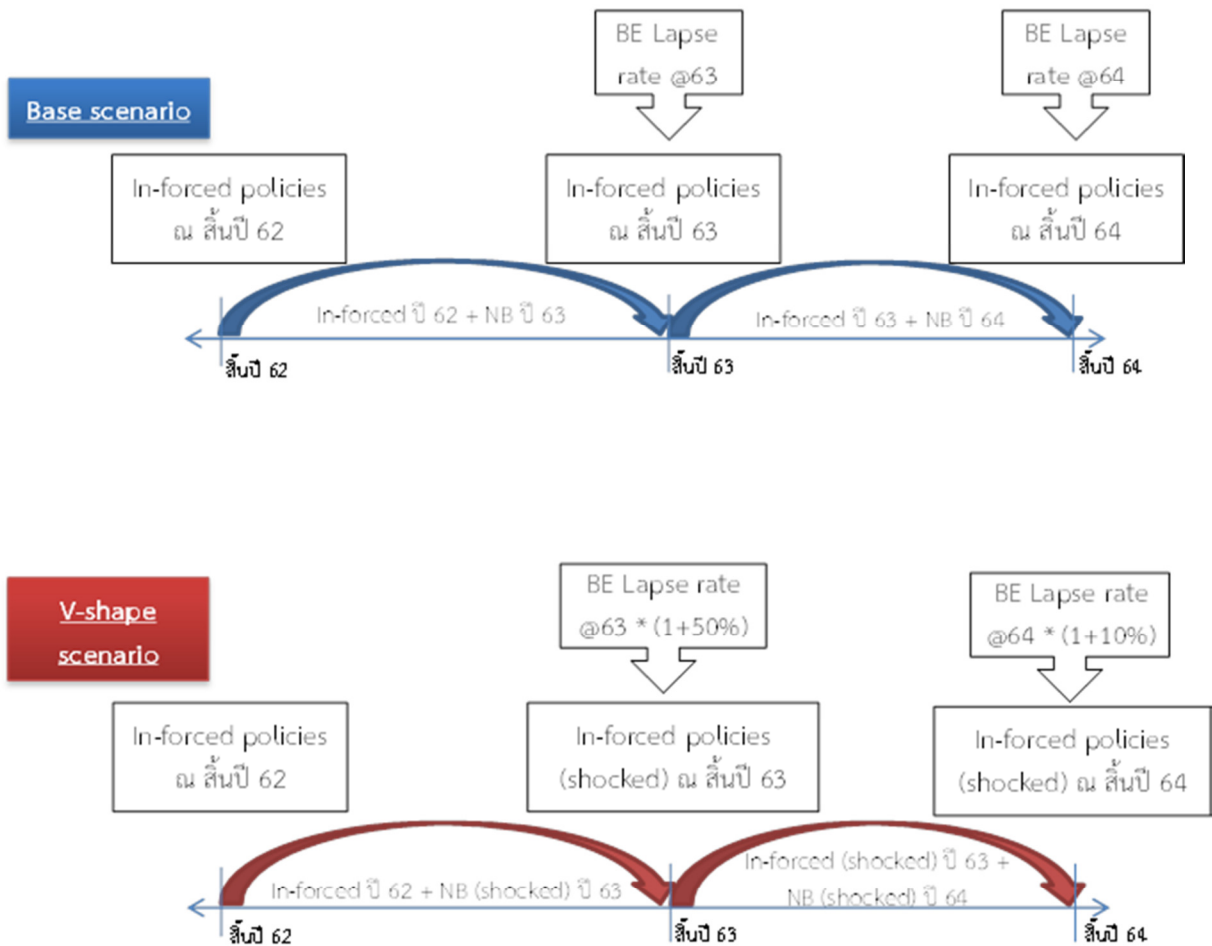 BE Lapse
rate @63
BE Lapse
rate @64
Base scenario
In-forced policies
ณ สิ้นปี 62
In-forced policies
ณ สิ้นปี 63
In-forced policies
ณ สิ้นปี 64
In-forced ปี 62 + NB ปี 63
In-forced ปี 63 + NB ปี 64
สิ้นปี 62
สิ้นปี 63
สิ้นปี 64
V-shape
scenario
BE Lapse rate
@63 * (1+50%)
BE Lapse rate
@64 * (1+10%)
In-forced policies
ณ สิ้นปี 62
In-forced policies
(shocked) ณ สิ้นปี 63
In-forced policies
(shocked) ณ สิ้นปี 64
In-forced ปี 62 + NB (shocked) ปี 63
In-forced (shocked) ปี 63 +
NB (shocked) ปี 64
สิ้นปี 62
สิ้นปี 63
สิ้นปี 64